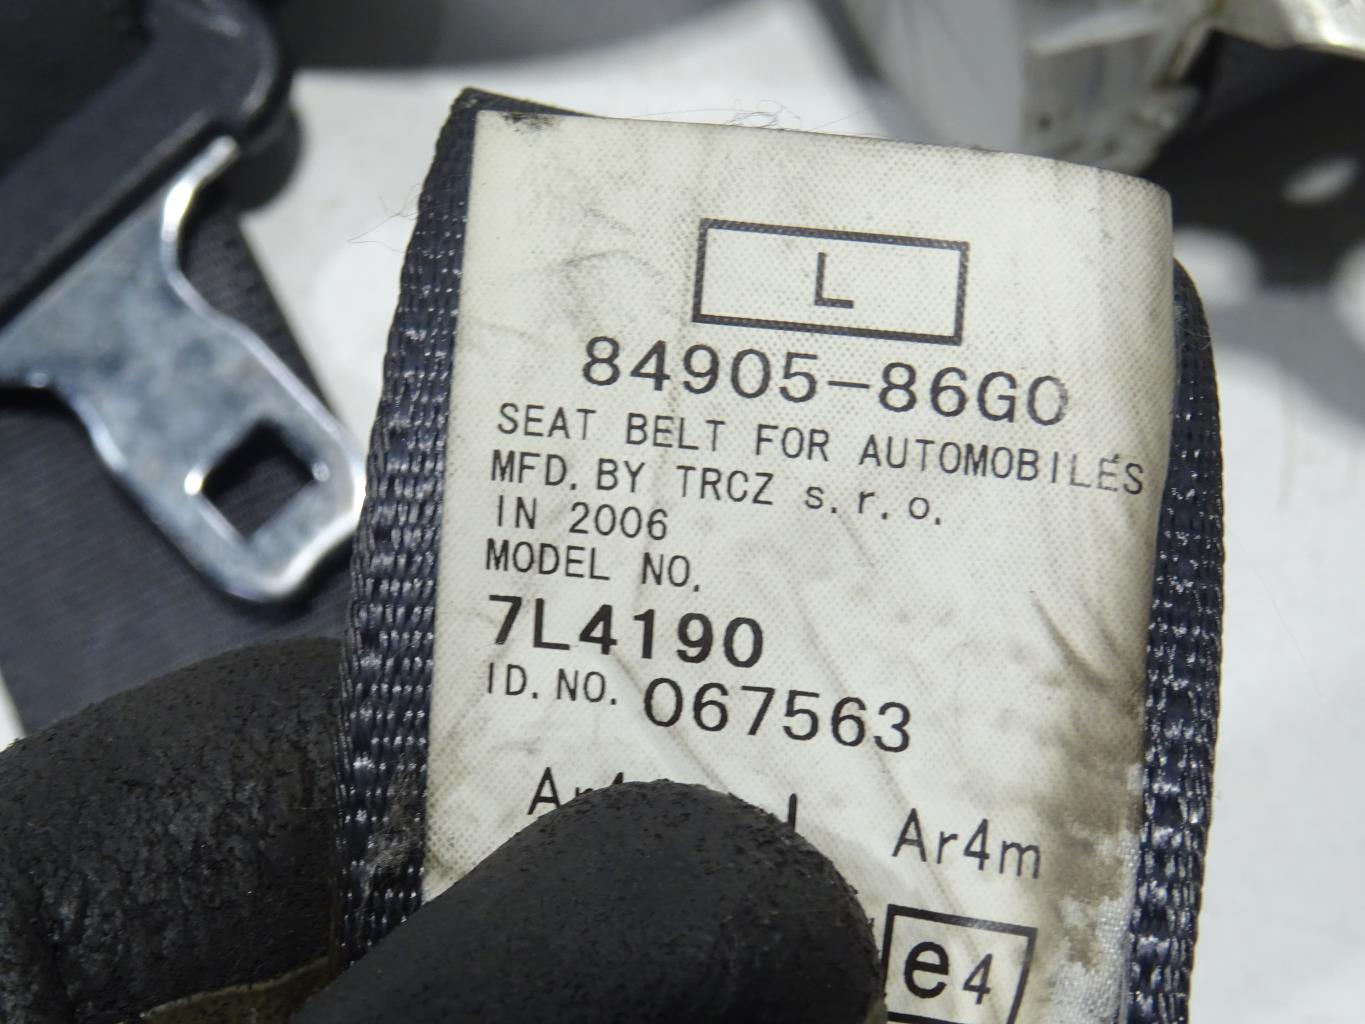 L
84905-86G0
SEAT BELT FOR AUTOMOBILES
MFD. BY TRCZ s.r.o.
IN 2006
MODEL NO.
7L4190
ID. NO. 067563
Ar4m
e4